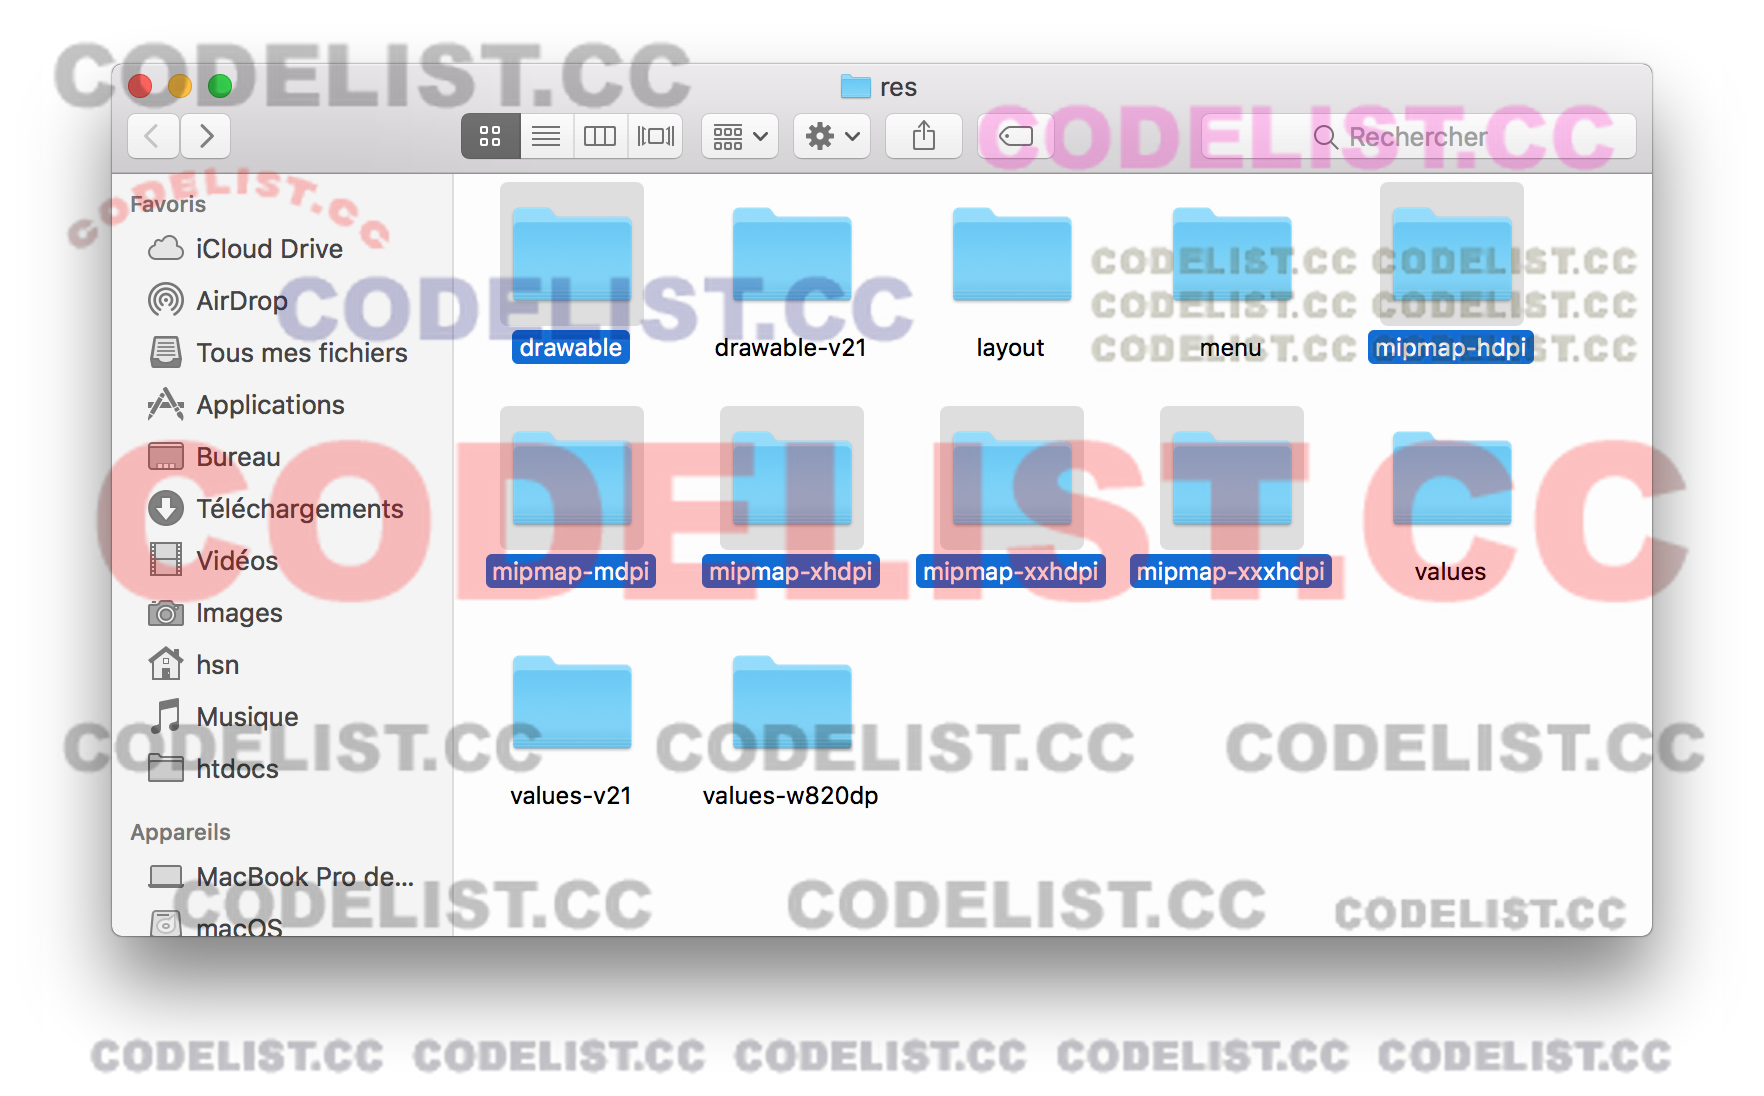 CODELIST.CC
res
CODELIST.CC
Rechercher
CODELIST.CC
Favoris
iCloud Drive
AirDrop
Tous mes fichiers
Applications
Bureau
Téléchargements
Vidéos
Images
hsn
Musique
htdocs
Appareils
MacBook Pro de...
macOS
CODELIST.CC
CODELIST.CC CODELIST.CC
CODELIST.CC CODELIST.CC
CODELIST.CC CODELIST.CC
drawable drawable-v21 layout menu mipmap-hdpi
CODELIST.CC
mipmap-mdpi mipmap-xhdpi mipmap-xxhdpi mipmap-xxxhdpi values
CODELIST.CC CODELIST.CC CODELIST.CC
values-v21 values-w820dp
CODELIST.CC CODELIST.CC CODELIST.CC
CODELIST.CC CODELIST.CC CODELIST.CC CODELIST.CC CODELIST.CC